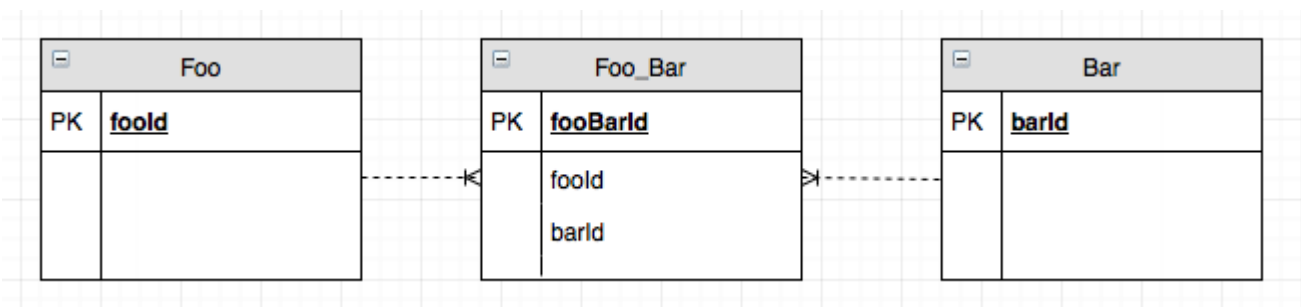 Foo
PK fooId
Foo_Bar
PK fooBarId
fooId
barId
Bar
PK barId